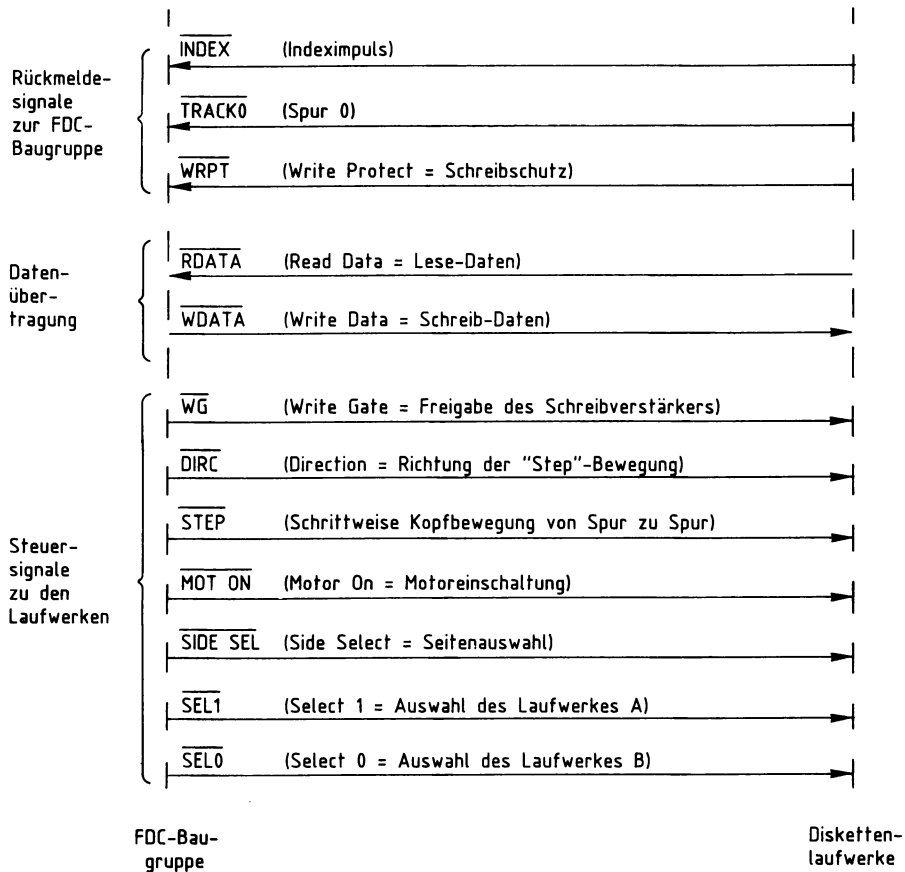 Rückmelde-
signale
zur FDC-
Baugruppe
INDEX (Indeximpuls)
TRACK0 (Spur 0)
WRPT (Write Protect = Schreibschutz)
Daten-
über-
tragung
RDATA (Read Data = Lese-Daten)
WDATA (Write Data = Schreib-Daten)
Steuer-
signale
zu den
Laufwerken
WG (Write Gate = Freigabe des Schreibverstärkers)
DIRC (Direction = Richtung der "Step"-Bewegung)
STEP (Schrittweise Kopfbewegung von Spur zu Spur)
MOT ON (Motor On = Motoreinschaltung)
SIDE SEL (Side Select = Seitenauswahl)
SEL1 (Select 1 = Auswahl des Laufwerkes A)
SEL0 (Select 0 = Auswahl des Laufwerkes B)
FDC-Bau-
gruppe
Disketten-
laufwerke